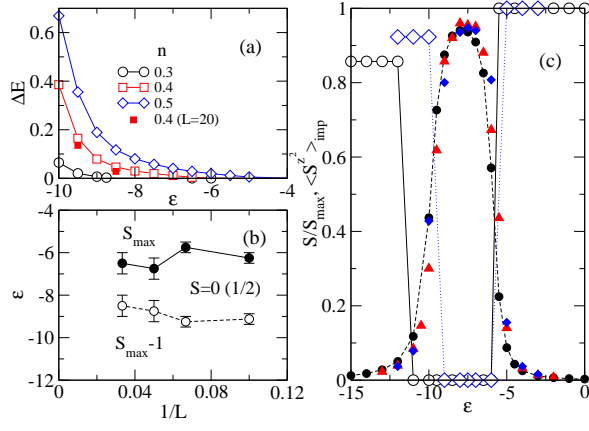 0.6
0.4
0.2
0
ΔE
(a)
n
0.3
0.4
0.5
0.4 (L=20)
-10
-8
-6
-4
ε
-2
-4
-6
-8
-10
-12
ε
(b)
S_max
S=0 (1/2)
S_max-1
0
0.04
0.08
0.12
1/L
1
0.8
0.6
0.4
0.2
0
S/S_max, <S^z^2>_imp
(c)
-15
-10
-5
0
ε